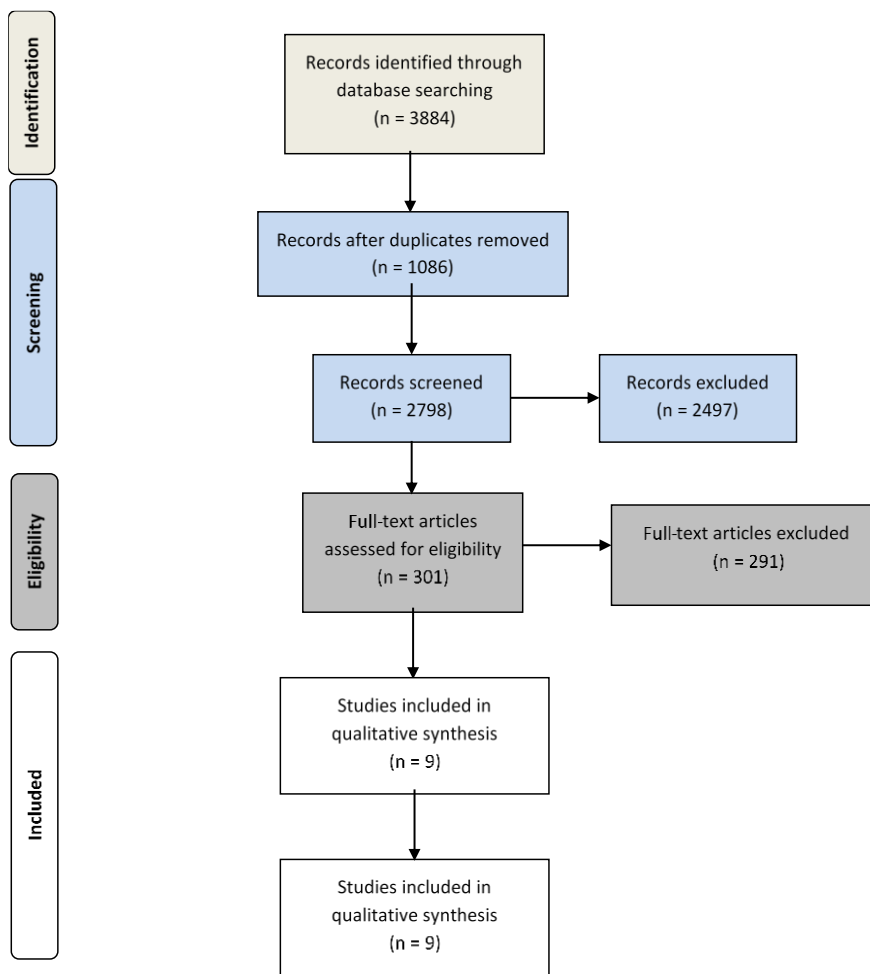 Identification
Records identified through
database searching
(n = 3884)
Screening
Records after duplicates removed
(n = 1086)
Records screened
(n = 2798)
Records excluded
(n = 2497)
Eligibility
Full-text articles
assessed for eligibility
(n = 301)
Full-text articles excluded
(n = 291)
Included
Studies included in
qualitative synthesis
(n = 9)
Studies included in
qualitative synthesis
(n = 9)